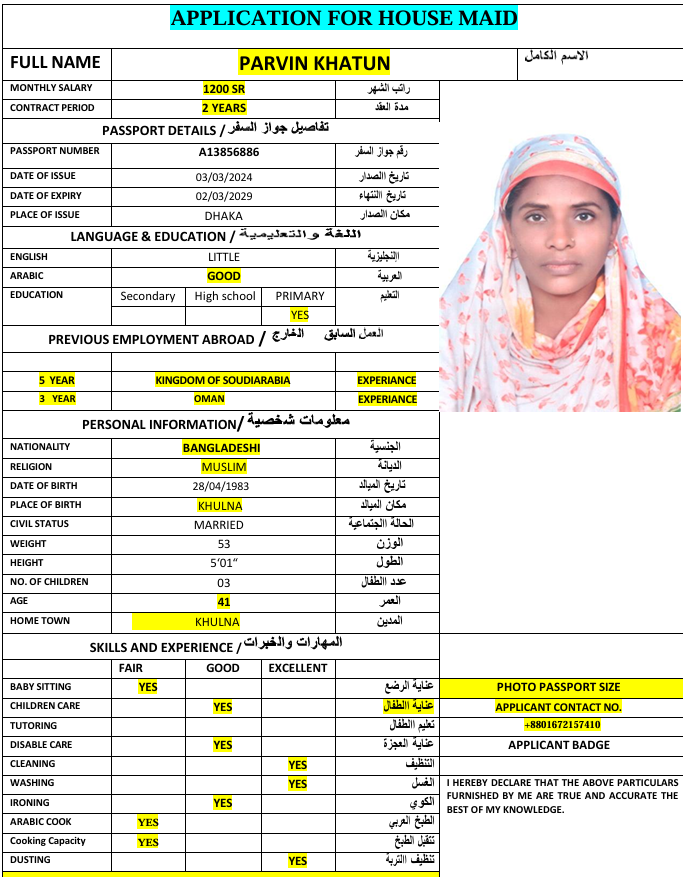 APPLICATION FOR HOUSE MAID
FULL NAME PARVIN KHATUN الاسم الكامل
MONTHLY SALARY 1200 SR راتب الشهر
CONTRACT PERIOD 2 YEARS مدة العقد
PASSPORT DETAILS / تفاصيل جواز السفر
PASSPORT NUMBER A13856886 رقم جواز السفر
DATE OF ISSUE 03/03/2024 تاريخ االصدار
DATE OF EXPIRY 02/03/2029 تاريخ االنتهاء
PLACE OF ISSUE DHAKA مكان االصدار
LANGUAGE & EDUCATION / اللغة والتعليمية
ENGLISH LITTLE اإلنجليزية
ARABIC GOOD العربية
EDUCATION Secondary High school PRIMARY التعليم
YES
PREVIOUS EMPLOYMENT ABROAD / العمل السابق الخارج
5 YEAR KINGDOM OF SOUDIARABIA EXPERIANCE
3 YEAR OMAN EXPERIANCE
PERSONAL INFORMATION/ معلومات شخصية
NATIONALITY BANGLADESHI الجنسية
RELIGION MUSLIM الديانة
DATE OF BIRTH 28/04/1983 تاريخ الميالد
PLACE OF BIRTH KHULNA مكان الميالد
CIVIL STATUS MARRIED الحالة االجتماعية
WEIGHT 53 الوزن
HEIGHT 5’01“ الطول
NO. OF CHILDREN 03 عدد االطفال
AGE 41 العمر
HOME TOWN KHULNA المدين
SKILLS AND EXPERIENCE / المهارات والخبرات
FAIR GOOD EXCELLENT
BABY SITTING YES عناية الرضع
CHILDREN CARE YES عناية االطفال
TUTORING تعليم االطفال
DISABLE CARE YES عناية العجزة
CLEANING YES التنظيف
WASHING YES الغسل
IRONING YES الكوي
ARABIC COOK YES الطبخ العربي
Cooking Capacity YES تتقبل الطبخ
DUSTING YES تنظيف االتربة
PHOTO PASSPORT SIZE
APPLICANT CONTACT NO.
+8801672157410
APPLICANT BADGE
I HEREBY DECLARE THAT THE ABOVE PARTICULARS
FURNISHED BY ME ARE TRUE AND ACCURATE THE
BEST OF MY KNOWLEDGE.